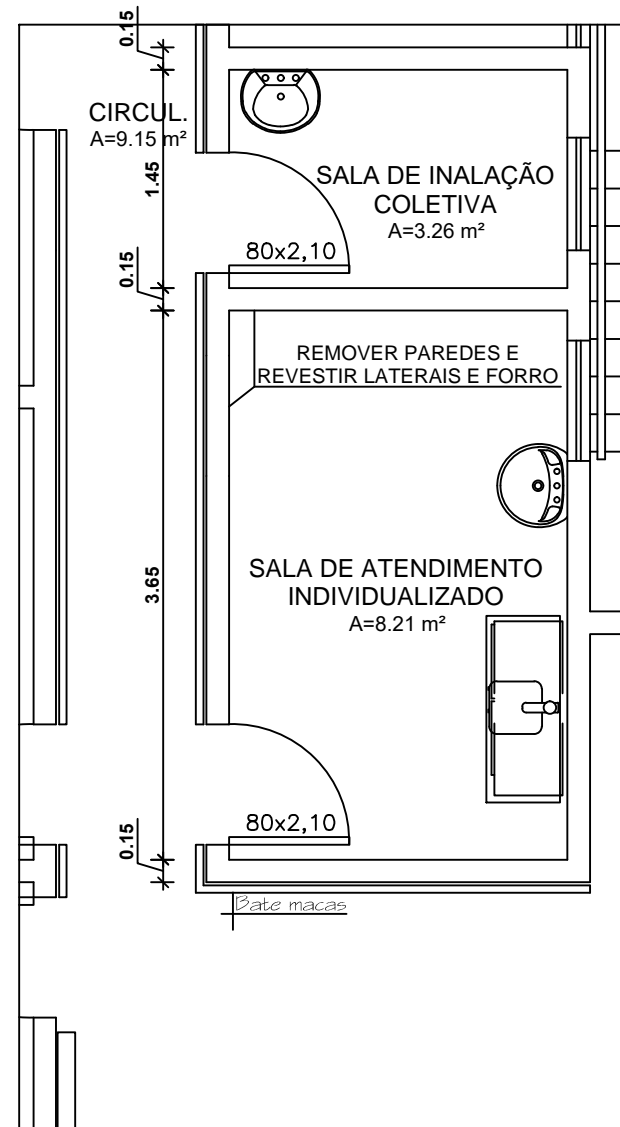 0.15
CIRCUL.
A=9.15 m²
1.45
SALA DE INALAÇÃO
COLETIVA
A=3.26 m²
80x2,10
0.15
REMOVER PAREDES E
REVESTIR LATERAIS E FORRO
3.65
SALA DE ATENDIMENTO
INDIVIDUALIZADO
A=8.21 m²
80x2,10
0.15
Bate macas